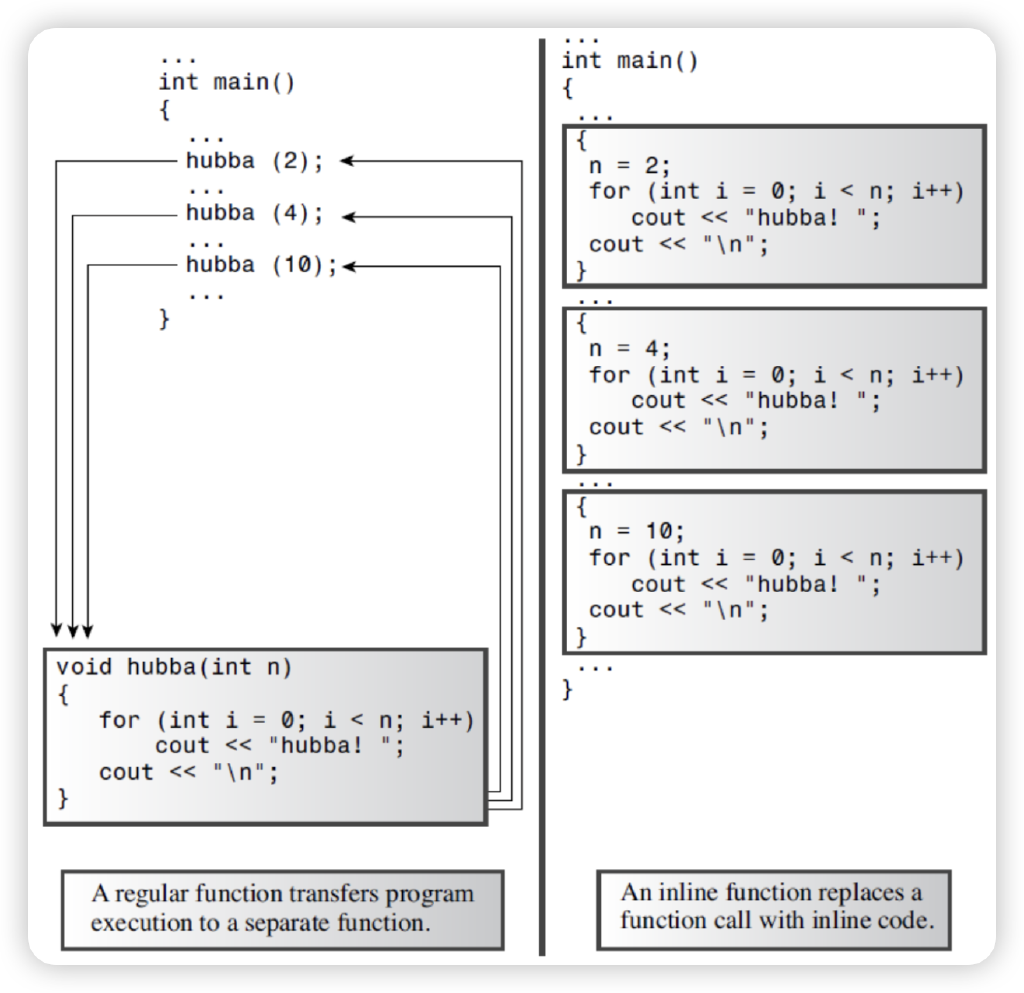 ...
int main()
{
...
hubba (2);
...
hubba (4);
...
hubba (10);
...
}
void hubba(int n)
{
for (int i = 0; i < n; i++)
cout << "hubba! ";
cout << "\n";
}
A regular function transfers program
execution to a separate function.
...
int main()
{
...
{
n = 2;
for (int i = 0; i < n; i++)
cout << "hubba! ";
cout << "\n";
}
...
{
n = 4;
for (int i = 0; i < n; i++)
cout << "hubba! ";
cout << "\n";
}
...
{
n = 10;
for (int i = 0; i < n; i++)
cout << "hubba! ";
cout << "\n";
}
...
}
An inline function replaces a
function call with inline code.